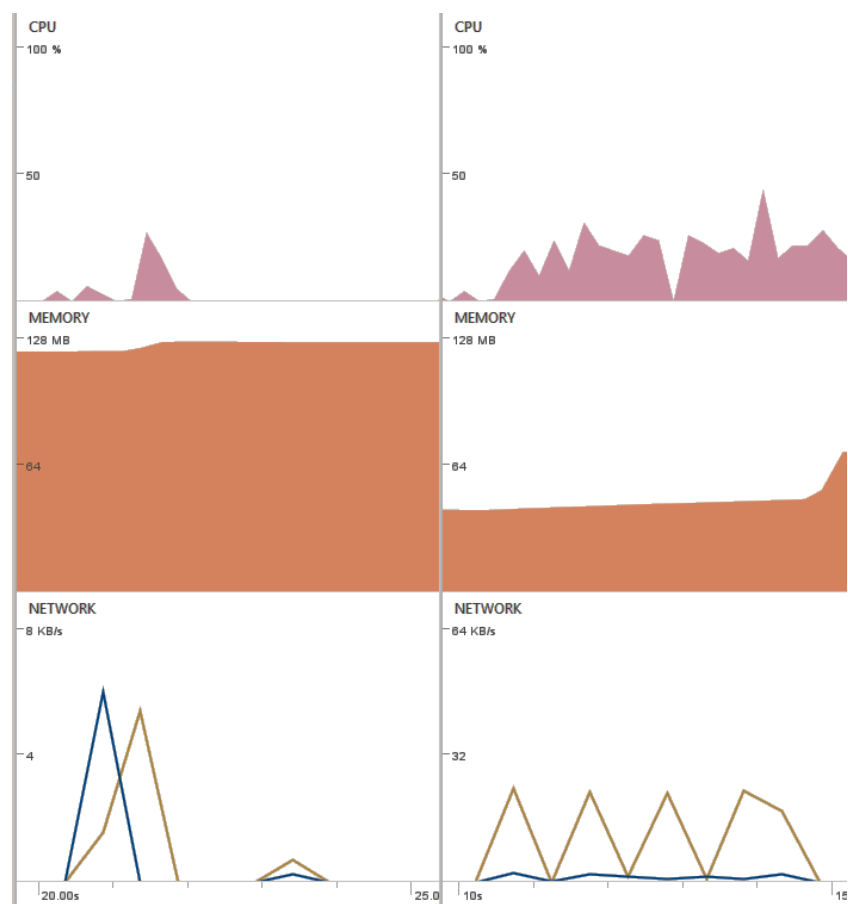 CPU
100 %
50
MEMORY
128 MB
64
NETWORK
8 KB/s
4
20.00s
25.0
CPU
100 %
50
MEMORY
128 MB
64
NETWORK
64 KB/s
32
10s
15